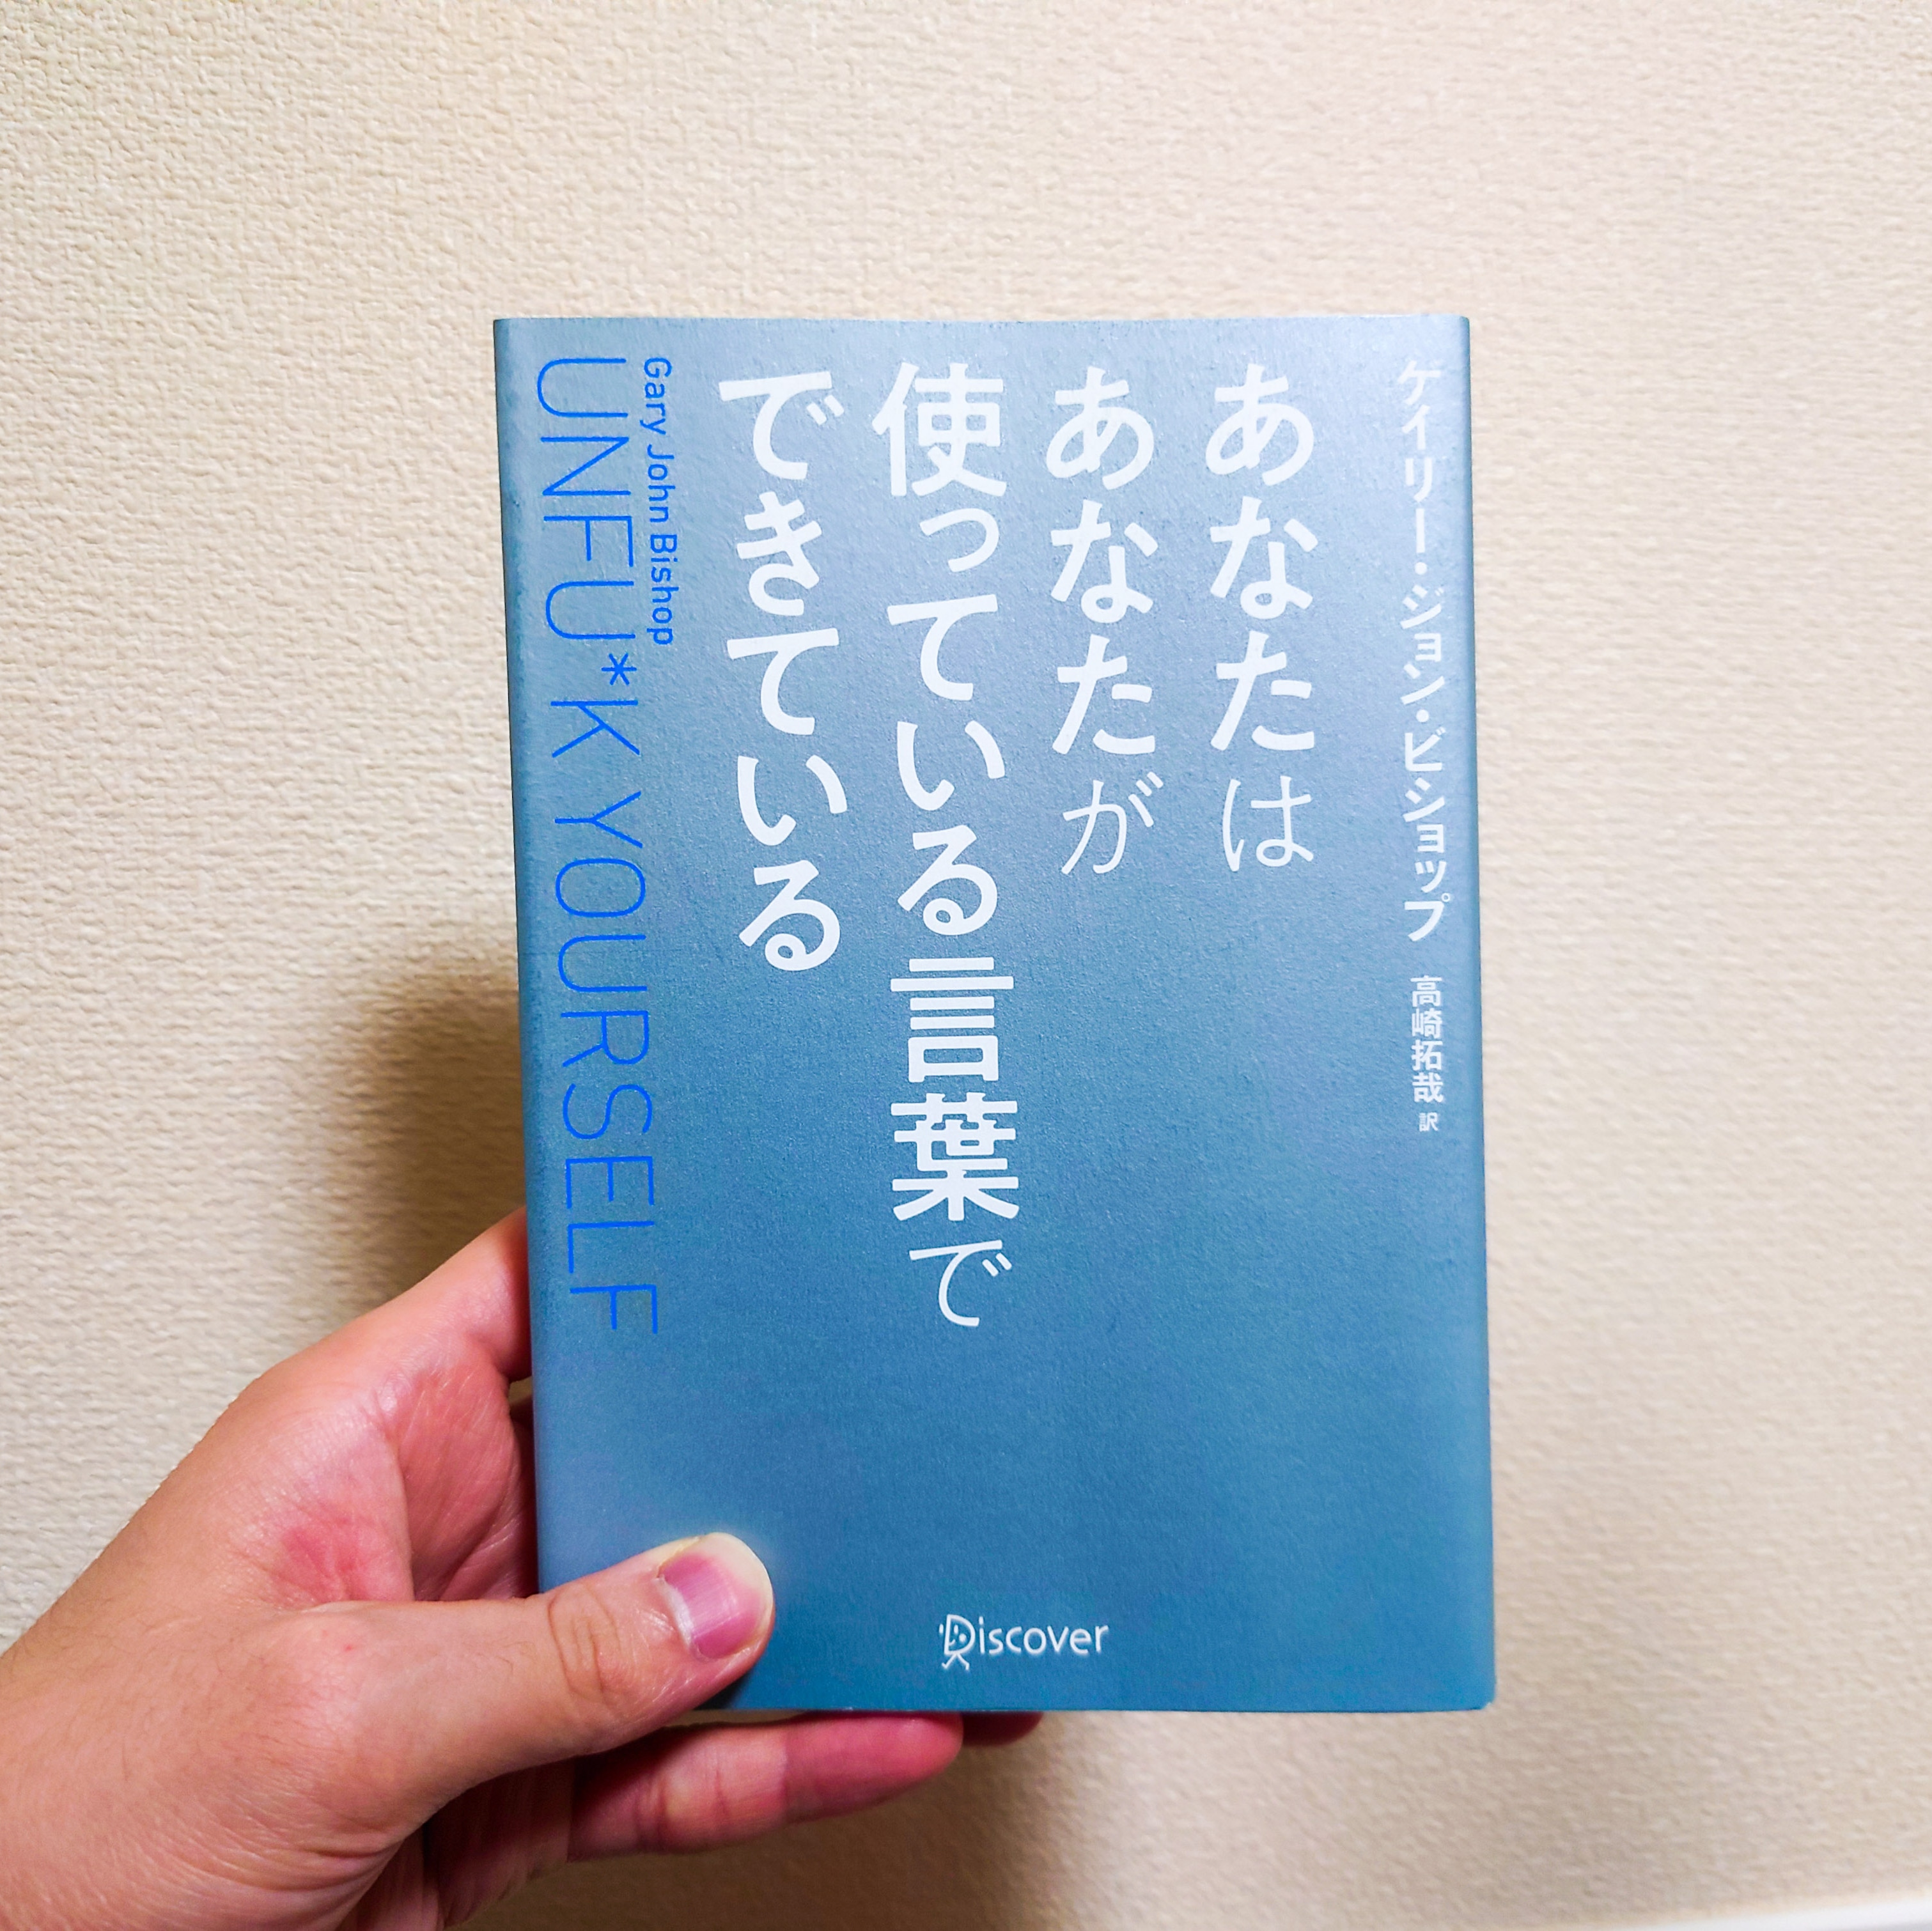 ケイリー・ジョン・ビショップ 高崎拓哉 訳
あなたは
あなたが
使っている言葉で
できている
Gary John Bishop
UNFU*K YOURSELF
Discover